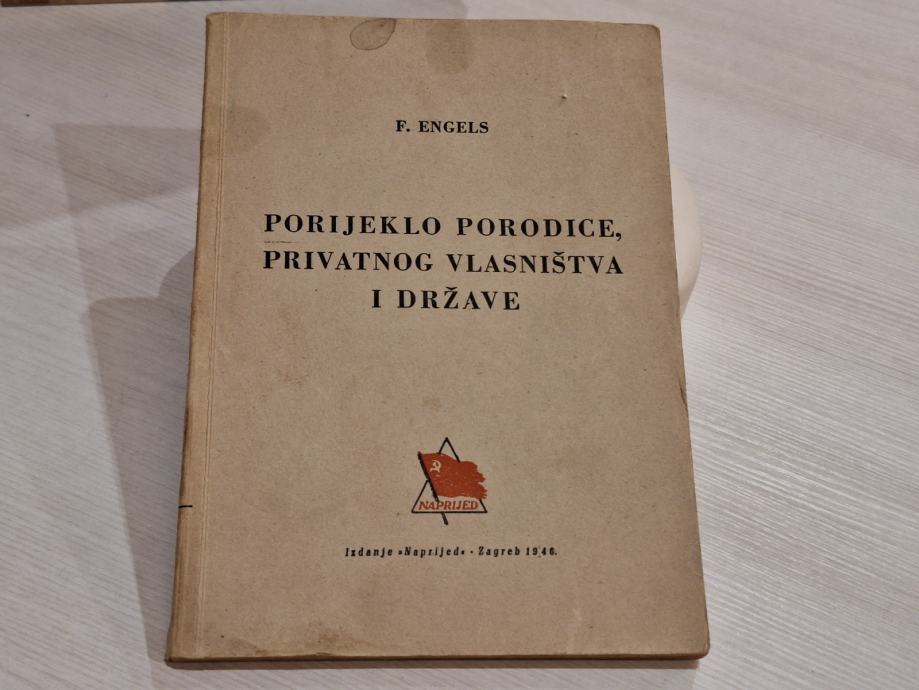 F. ENGELS
PORIJEKLO PORODICE,
PRIVATNOG VLASNIŠTVA
I DRŽAVE
NAPRIJED
Izdanje »Naprijed« · Zagreb 1946.